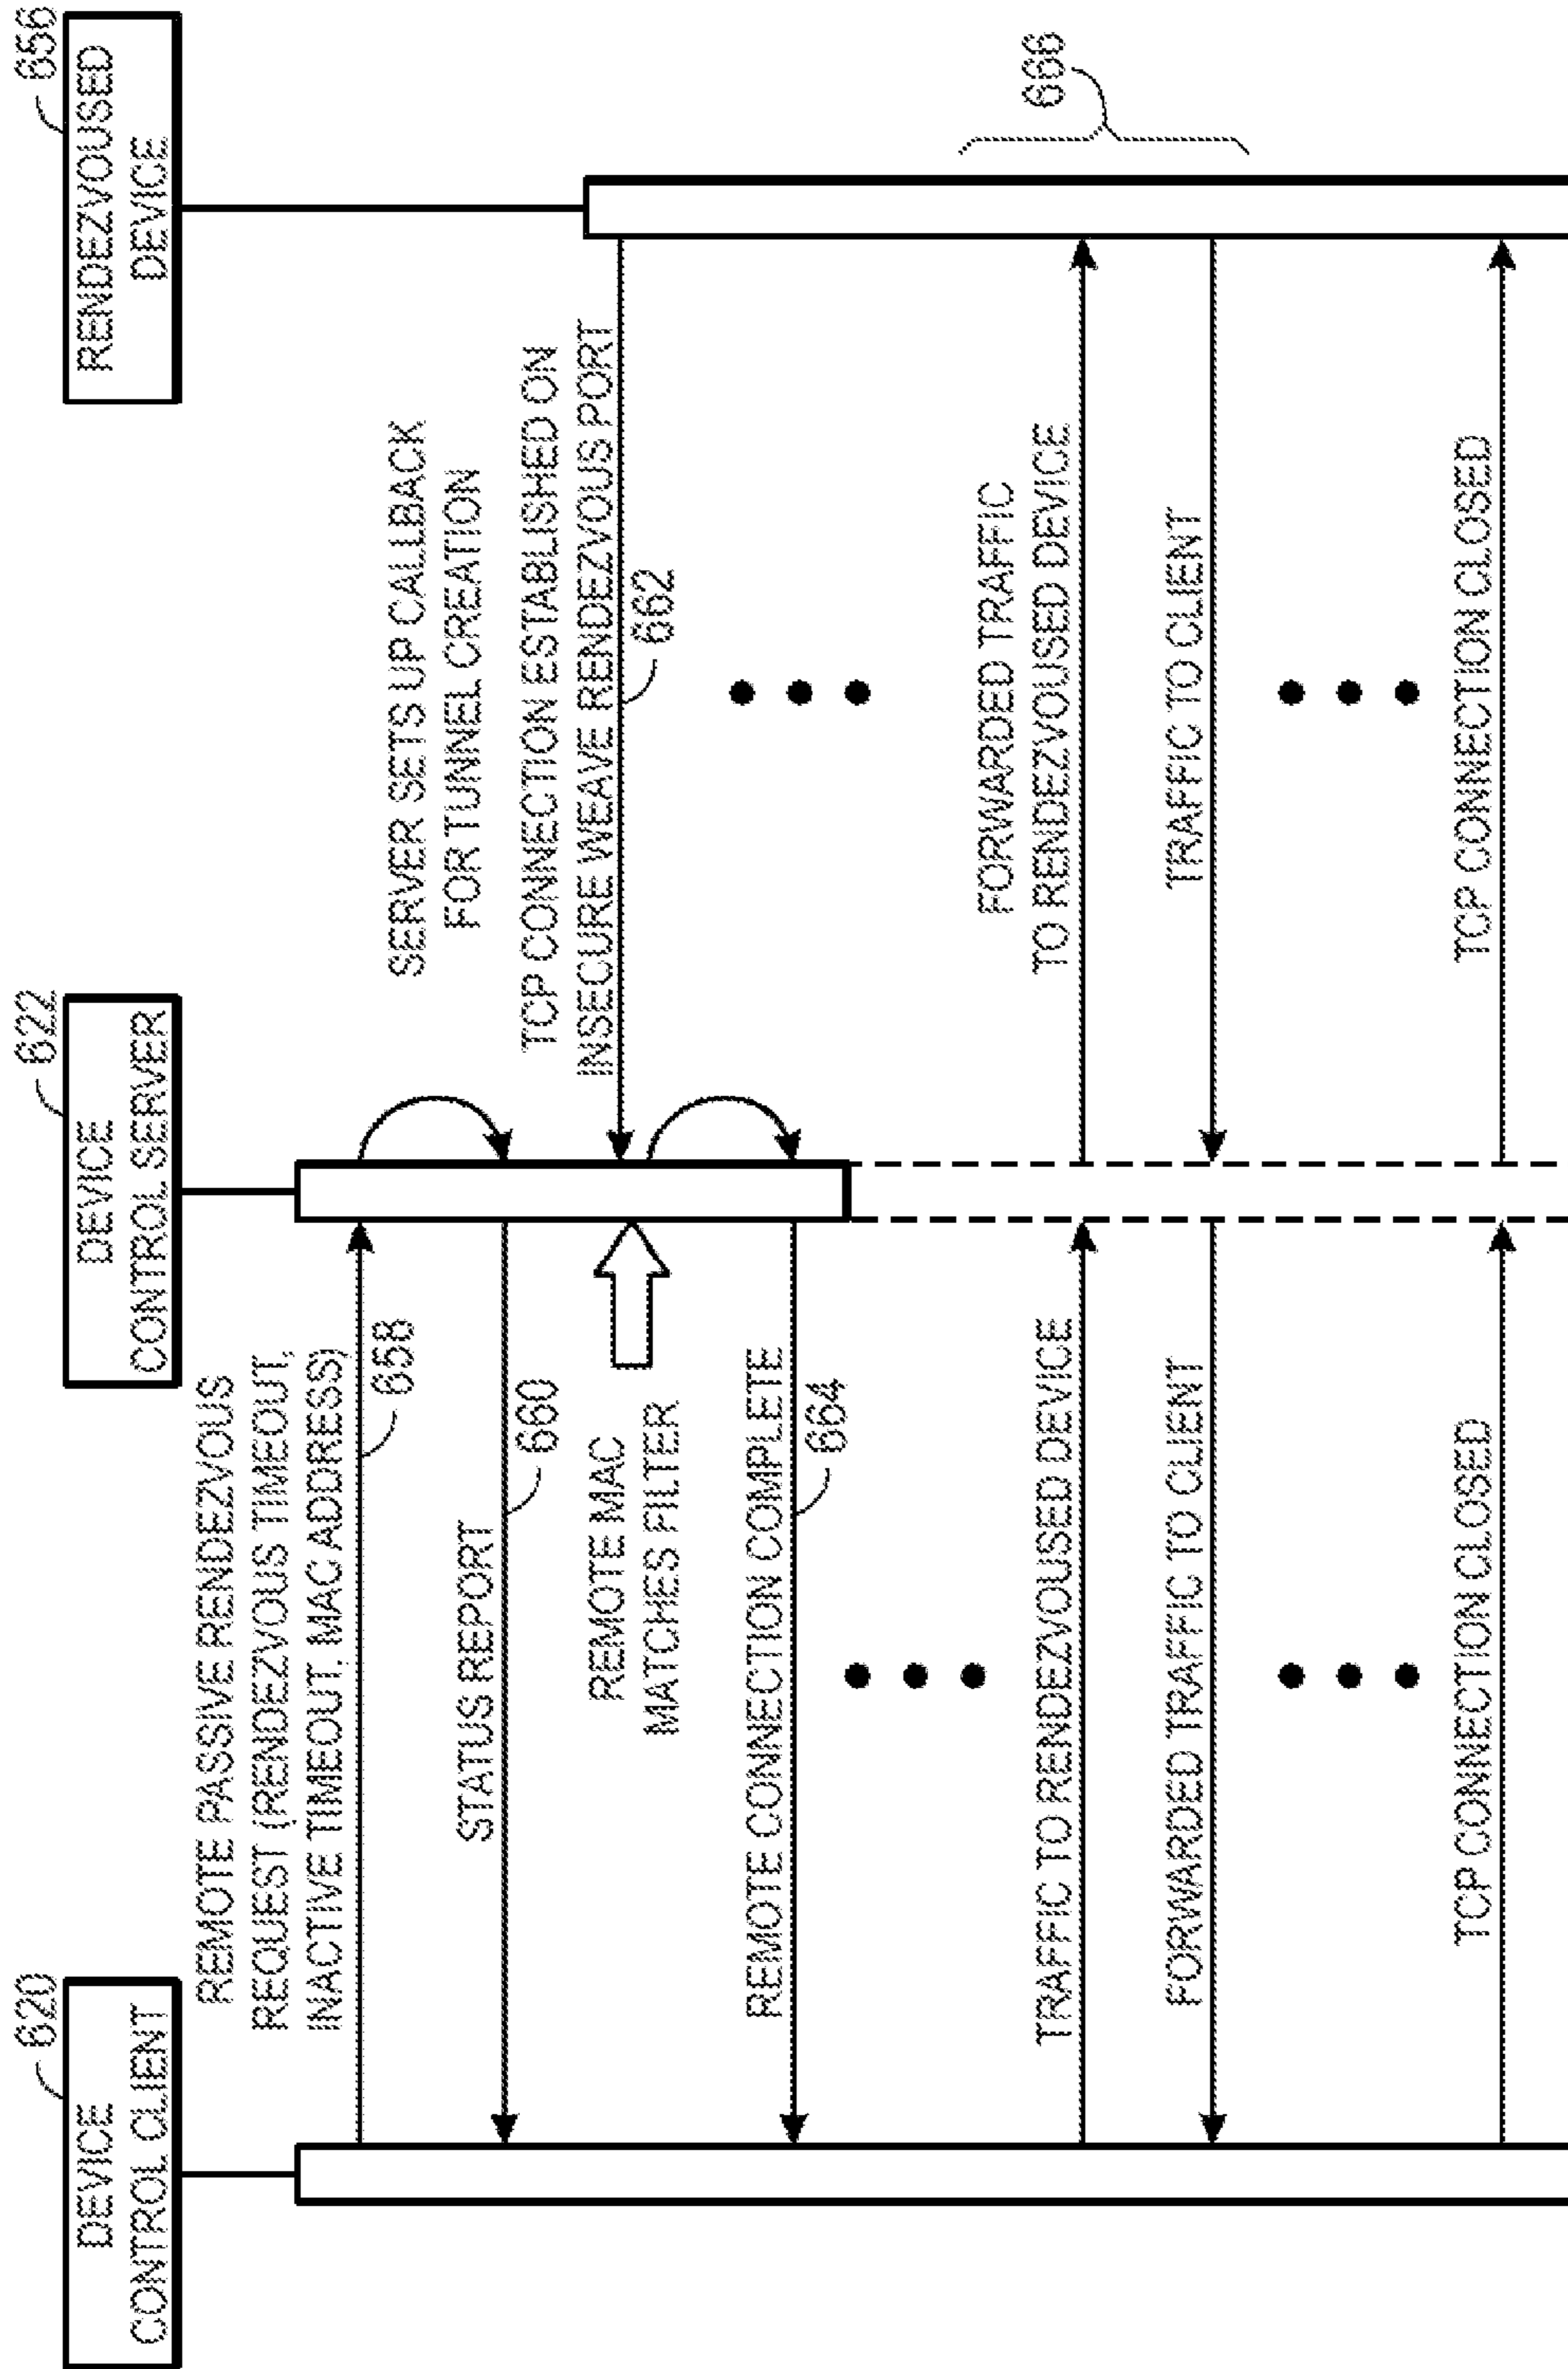 620
DEVICE
CONTROL CLIENT
622
DEVICE
CONTROL SERVER
656
RENDEZVOUSED
DEVICE
REMOTE PASSIVE RENDEZVOUS
REQUEST (RENDEZVOUS TIMEOUT,
INACTIVE TIMEOUT, MAC ADDRESS)
658
SERVER SETS UP CALLBACK
FOR TUNNEL CREATION
STATUS REPORT
660
TCP CONNECTION ESTABLISHED ON
INSECURE WEAVE RENDEZVOUS PORT
662
REMOTE MAC
MATCHES FILTER
REMOTE CONNECTION COMPLETE
664
TRAFFIC TO RENDEZVOUSED DEVICE
FORWARDED TRAFFIC
TO RENDEZVOUSED DEVICE
666
FORWARDED TRAFFIC TO CLIENT
TRAFFIC TO CLIENT
TCP CONNECTION CLOSED
TCP CONNECTION CLOSED